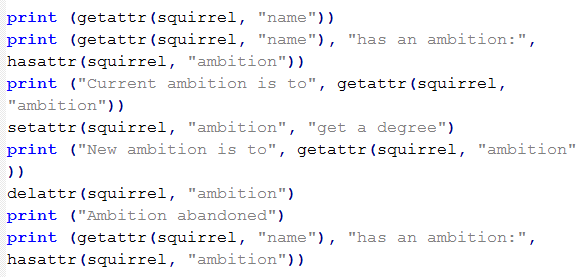 print (getattr(squirrel, "name"))
print (getattr(squirrel, "name"), "has an ambition:",
hasattr(squirrel, "ambition"))
print ("Current ambition is to", getattr(squirrel,
"ambition"))
setattr(squirrel, "ambition", "get a degree")
print ("New ambition is to", getattr(squirrel, "ambition"
))
delattr(squirrel, "ambition")
print ("Ambition abandoned")
print (getattr(squirrel, "name"), "has an ambition:",
hasattr(squirrel, "ambition"))